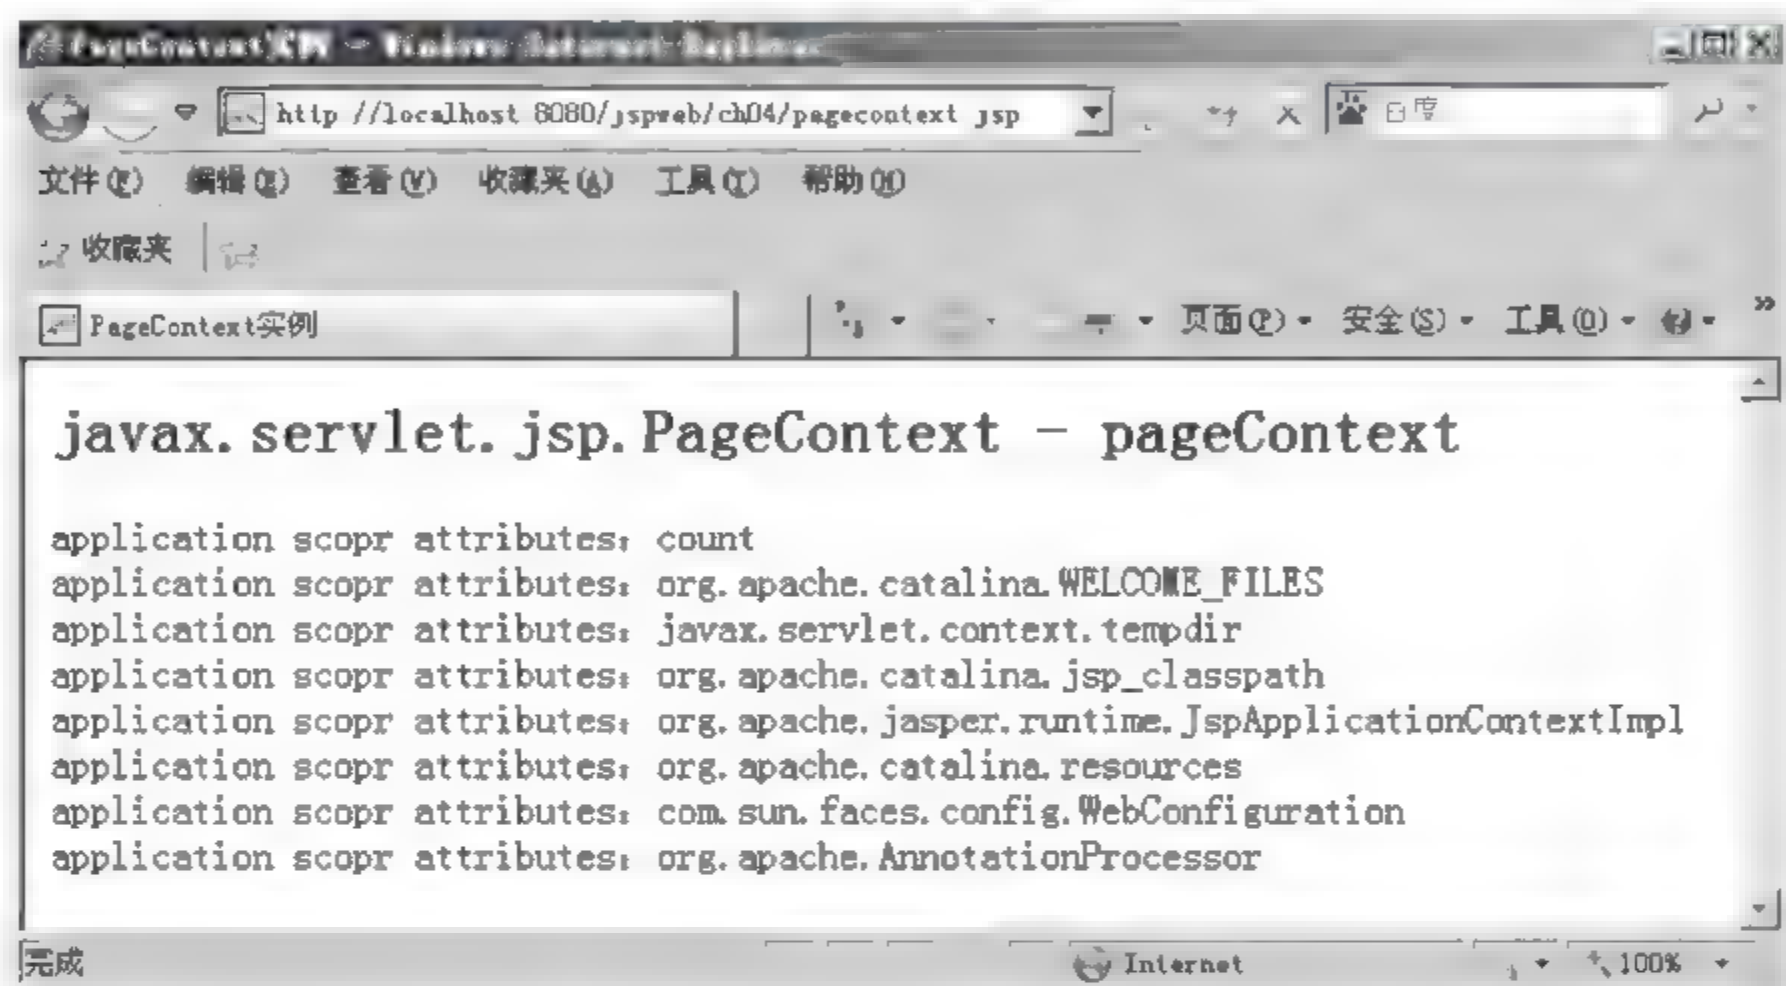 http //localhost 8080/jspweb/ch04/pagecontext jsp 百度
文件(F) 编辑(E) 查看(V) 收藏夹(A) 工具(T) 帮助(H)
收藏夹
PageContext实例 页面(P) 安全(S) 工具(O) »
javax.servlet.jsp.PageContext - pageContext
application scopr attributes: count
application scopr attributes: org.apache.catalina.WELCOME_FILES
application scopr attributes: javax.servlet.context.tempdir
application scopr attributes: org.apache.catalina.jsp_classpath
application scopr attributes: org.apache.jasper.runtime.JspApplicationContextImpl
application scopr attributes: org.apache.catalina.resources
application scopr attributes: com.sun.faces.config.WebConfiguration
application scopr attributes: org.apache.AnnotationProcessor
完成 Internet 100%